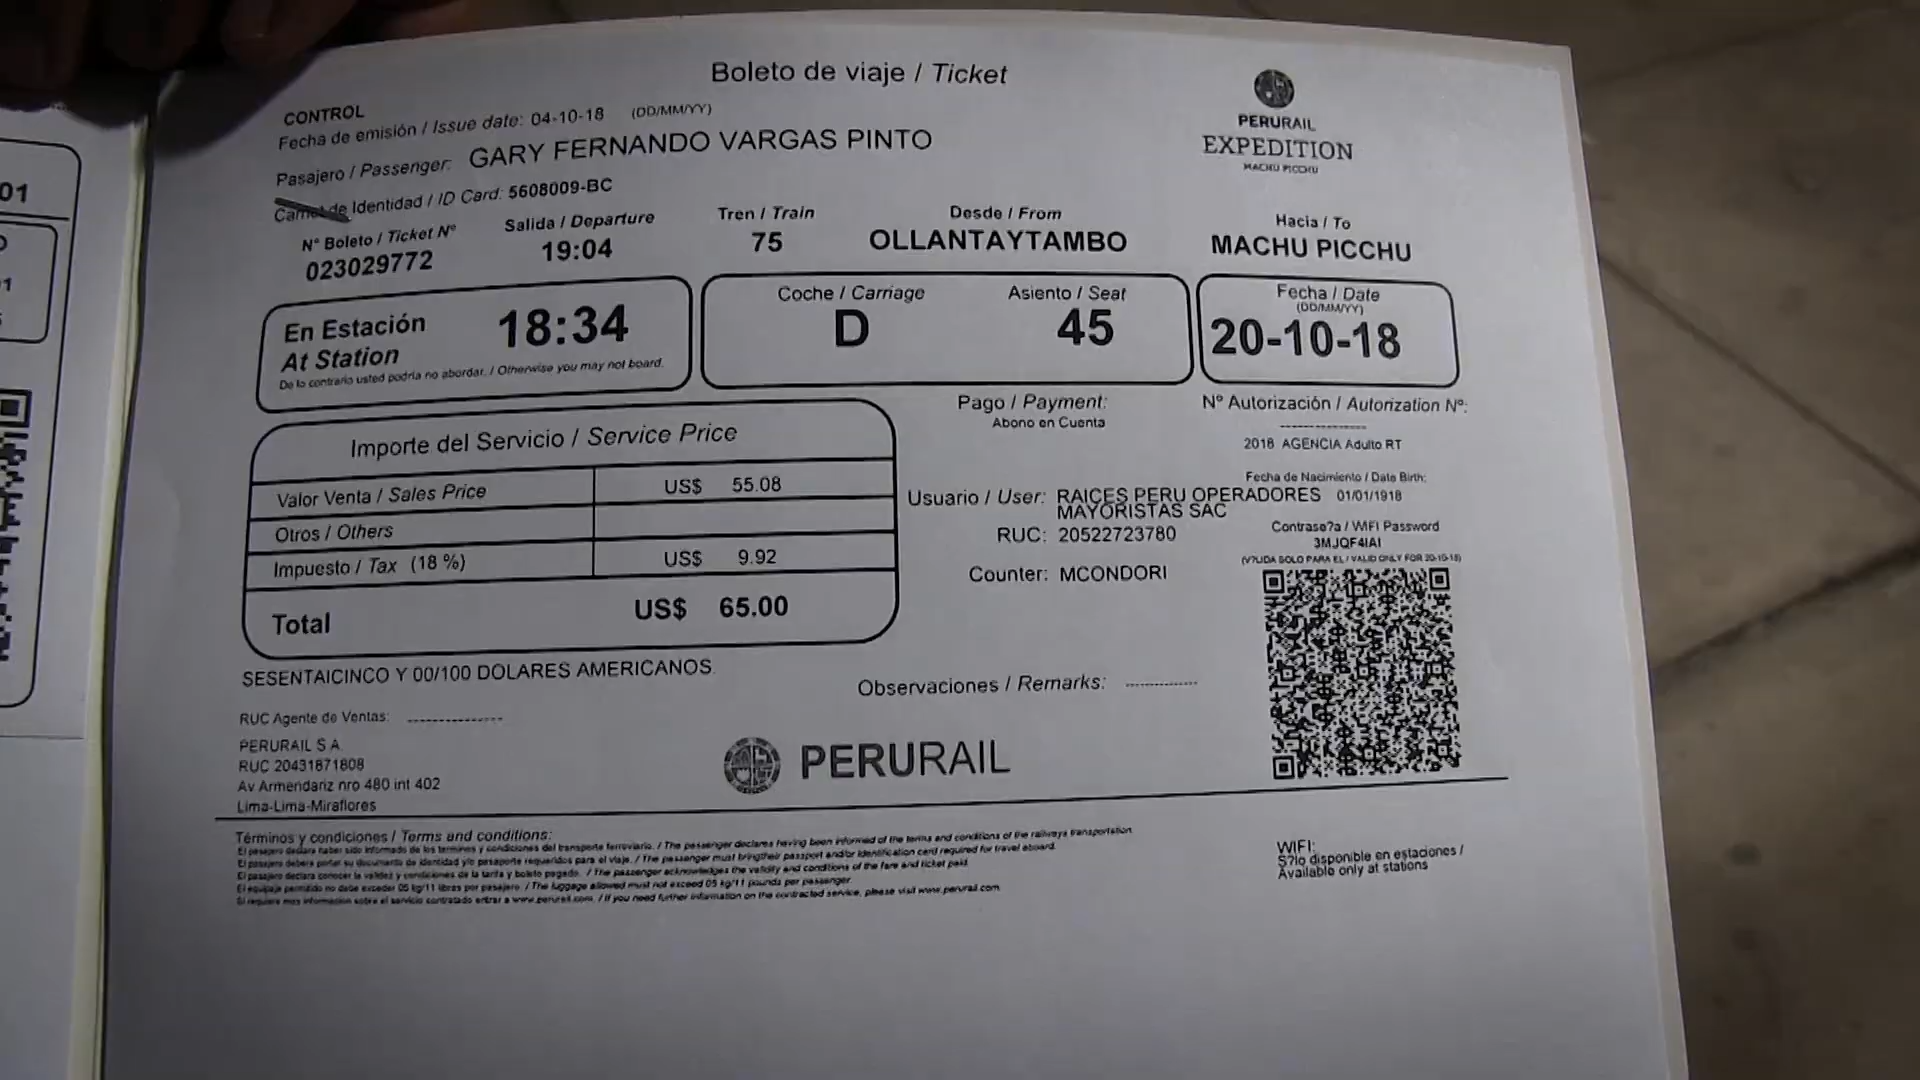 Boleto de viaje / Ticket
CONTROL
Fecha de emisión / Issue date: 04-10-18 (DD/MM/YY)
Pasajero / Passenger: GARY FERNANDO VARGAS PINTO
Carnet de Identidad / ID Card: 5608009-BC
PERURAIL
EXPEDITION
MACHU PICCHU
Nº Boleto / Ticket Nº
023029772
Salida / Departure
19:04
Tren / Train
75
Desde / From
OLLANTAYTAMBO
Hacia / To
MACHU PICCHU
En Estación
At Station
18:34
De lo contrario usted podría no abordar. / Otherwise you may not board.
Coche / Carriage
D
Asiento / Seat
45
Fecha / Date
(DD/MM/YY)
20-10-18
Importe del Servicio / Service Price
Valor Venta / Sales Price US$ 55.08
Otros / Others
Impuesto / Tax (18 %) US$ 9.92
Total US$ 65.00
Pago / Payment:
Abono en Cuenta
Nº Autorización / Autorization Nº:
--------------
2018 AGENCIA Adulto RT
Fecha de Nacimiento / Date Birth:
01/01/1918
Usuario / User: RAICES PERU OPERADORES
MAYORISTAS SAC
RUC: 20522723780
Counter: MCONDORI
Contrase?a / WIFI Password
3MJQF4IAI
(V?LIDA SOLO PARA EL / VALID ONLY FOR 20-10-18)
SESENTAICINCO Y 00/100 DOLARES AMERICANOS.
Observaciones / Remarks: --------------
RUC Agente de Ventas: --------------
PERURAIL S A
RUC 20431871808
Av Armendariz nro 480 int 402
Lima-Lima-Miraflores
PERURAIL
Términos y condiciones / Terms and conditions:
El pasajero declara haber sido informado de los terminos y condiciones del transporte ferroviario. / The passenger declares having been informed of the terms and conditions of the railways transportation.
El pasajero debera portar su documento de identidad y/o pasaporte requeridos para el viaje. / The passenger must bringtheir passport and/or identification card required for travel aboard.
El pasajero declara conocer la validez y condiciones de la tarifa y boleto pagado. / The passenger acknowledges the validity and conditions of the fare and ticket paid.
El equipaje permitido no debe exceder 05 kg/11 libras por pasajero. / The luggage allowed must not exceed 05 kg/11 pounds per passenger.
Si requiere mas informacion sobre el servicio contratado entrar a www.perurail.com. / If you need further information on the contracted service, please visit www.perurail.com
WIFI:
S?lo disponible en estaciones /
Available only at stations
01